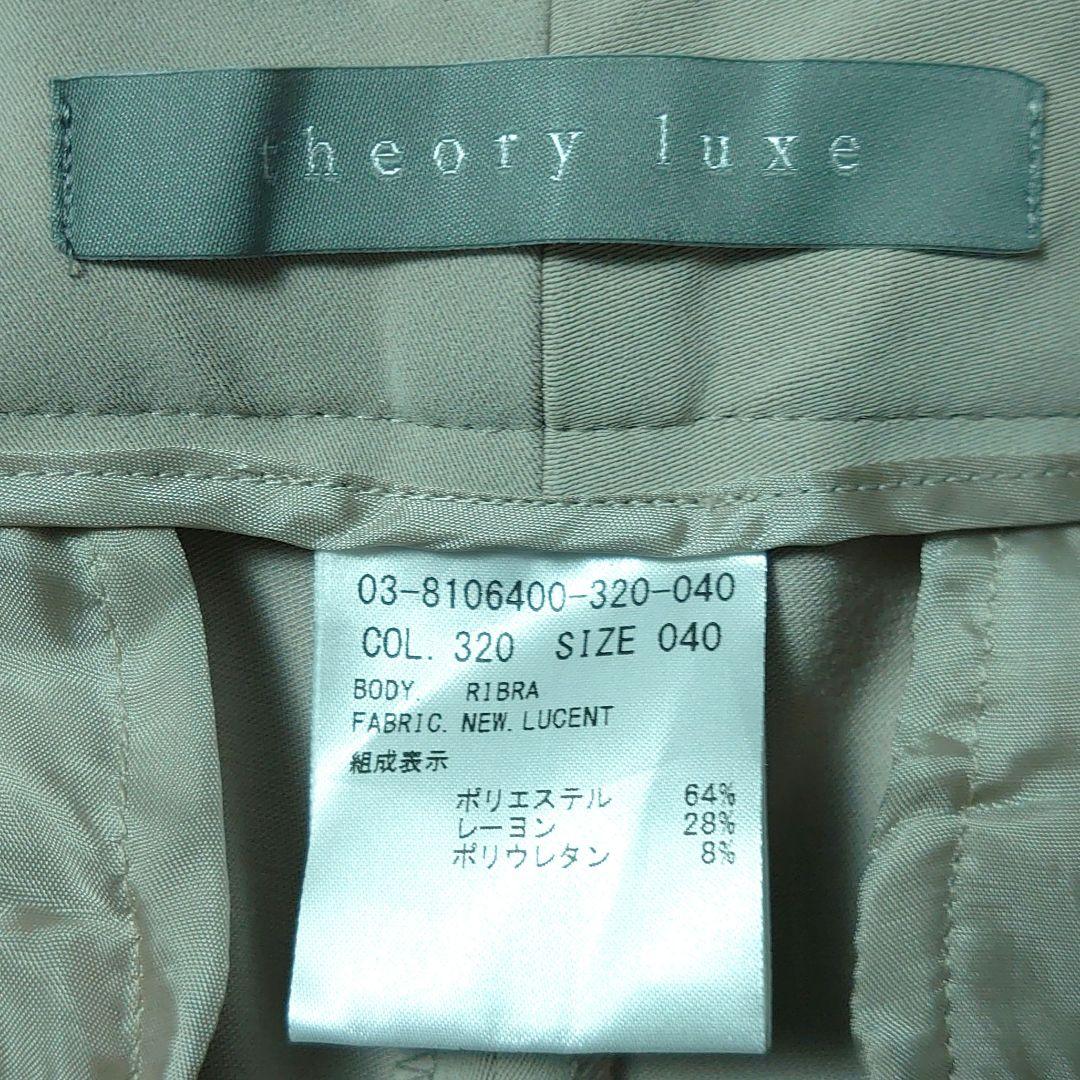 theory luxe
03-8106400-320-040
COL. 320 SIZE 040
BODY. RIBRA
FABRIC. NEW. LUCENT
組成表示
ポリエステル 64%
レーヨン 28%
ポリウレタン 8%